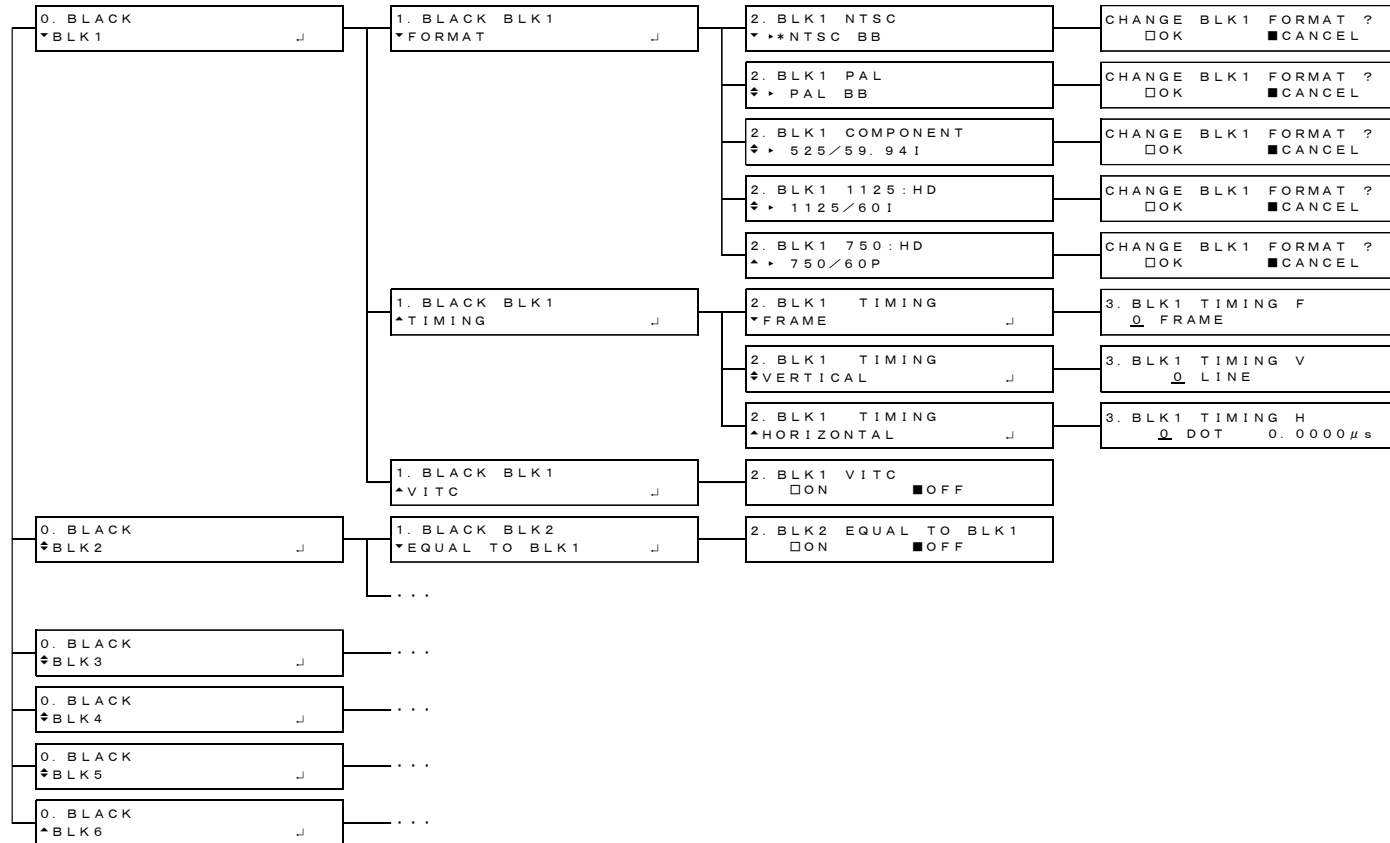 0. BLACK
▼BLK1 ↵
1. BLACK BLK1
▼FORMAT ↵
2. BLK1 NTSC
▼ ▸*NTSC BB
CHANGE BLK1 FORMAT ?
□OK ■CANCEL
2. BLK1 PAL
♦ ▸ PAL BB
CHANGE BLK1 FORMAT ?
□OK ■CANCEL
2. BLK1 COMPONENT
♦ ▸ 525/59.94I
CHANGE BLK1 FORMAT ?
□OK ■CANCEL
2. BLK1 1125:HD
♦ ▸ 1125/60I
CHANGE BLK1 FORMAT ?
□OK ■CANCEL
2. BLK1 750:HD
▲ ▸ 750/60P
CHANGE BLK1 FORMAT ?
□OK ■CANCEL
1. BLACK BLK1
▲TIMING ↵
2. BLK1 TIMING
▼FRAME ↵
3. BLK1 TIMING F
0 FRAME
2. BLK1 TIMING
♦VERTICAL ↵
3. BLK1 TIMING V
0 LINE
2. BLK1 TIMING
▲HORIZONTAL ↵
3. BLK1 TIMING H
0 DOT 0.0000μs
1. BLACK BLK1
▲VITC ↵
2. BLK1 VITC
□ON ■OFF
0. BLACK
♦BLK2 ↵
1. BLACK BLK2
▼EQUAL TO BLK1 ↵
2. BLK2 EQUAL TO BLK1
□ON ■OFF
...
0. BLACK
♦BLK3 ↵
...
0. BLACK
♦BLK4 ↵
...
0. BLACK
♦BLK5 ↵
...
0. BLACK
▲BLK6 ↵
...